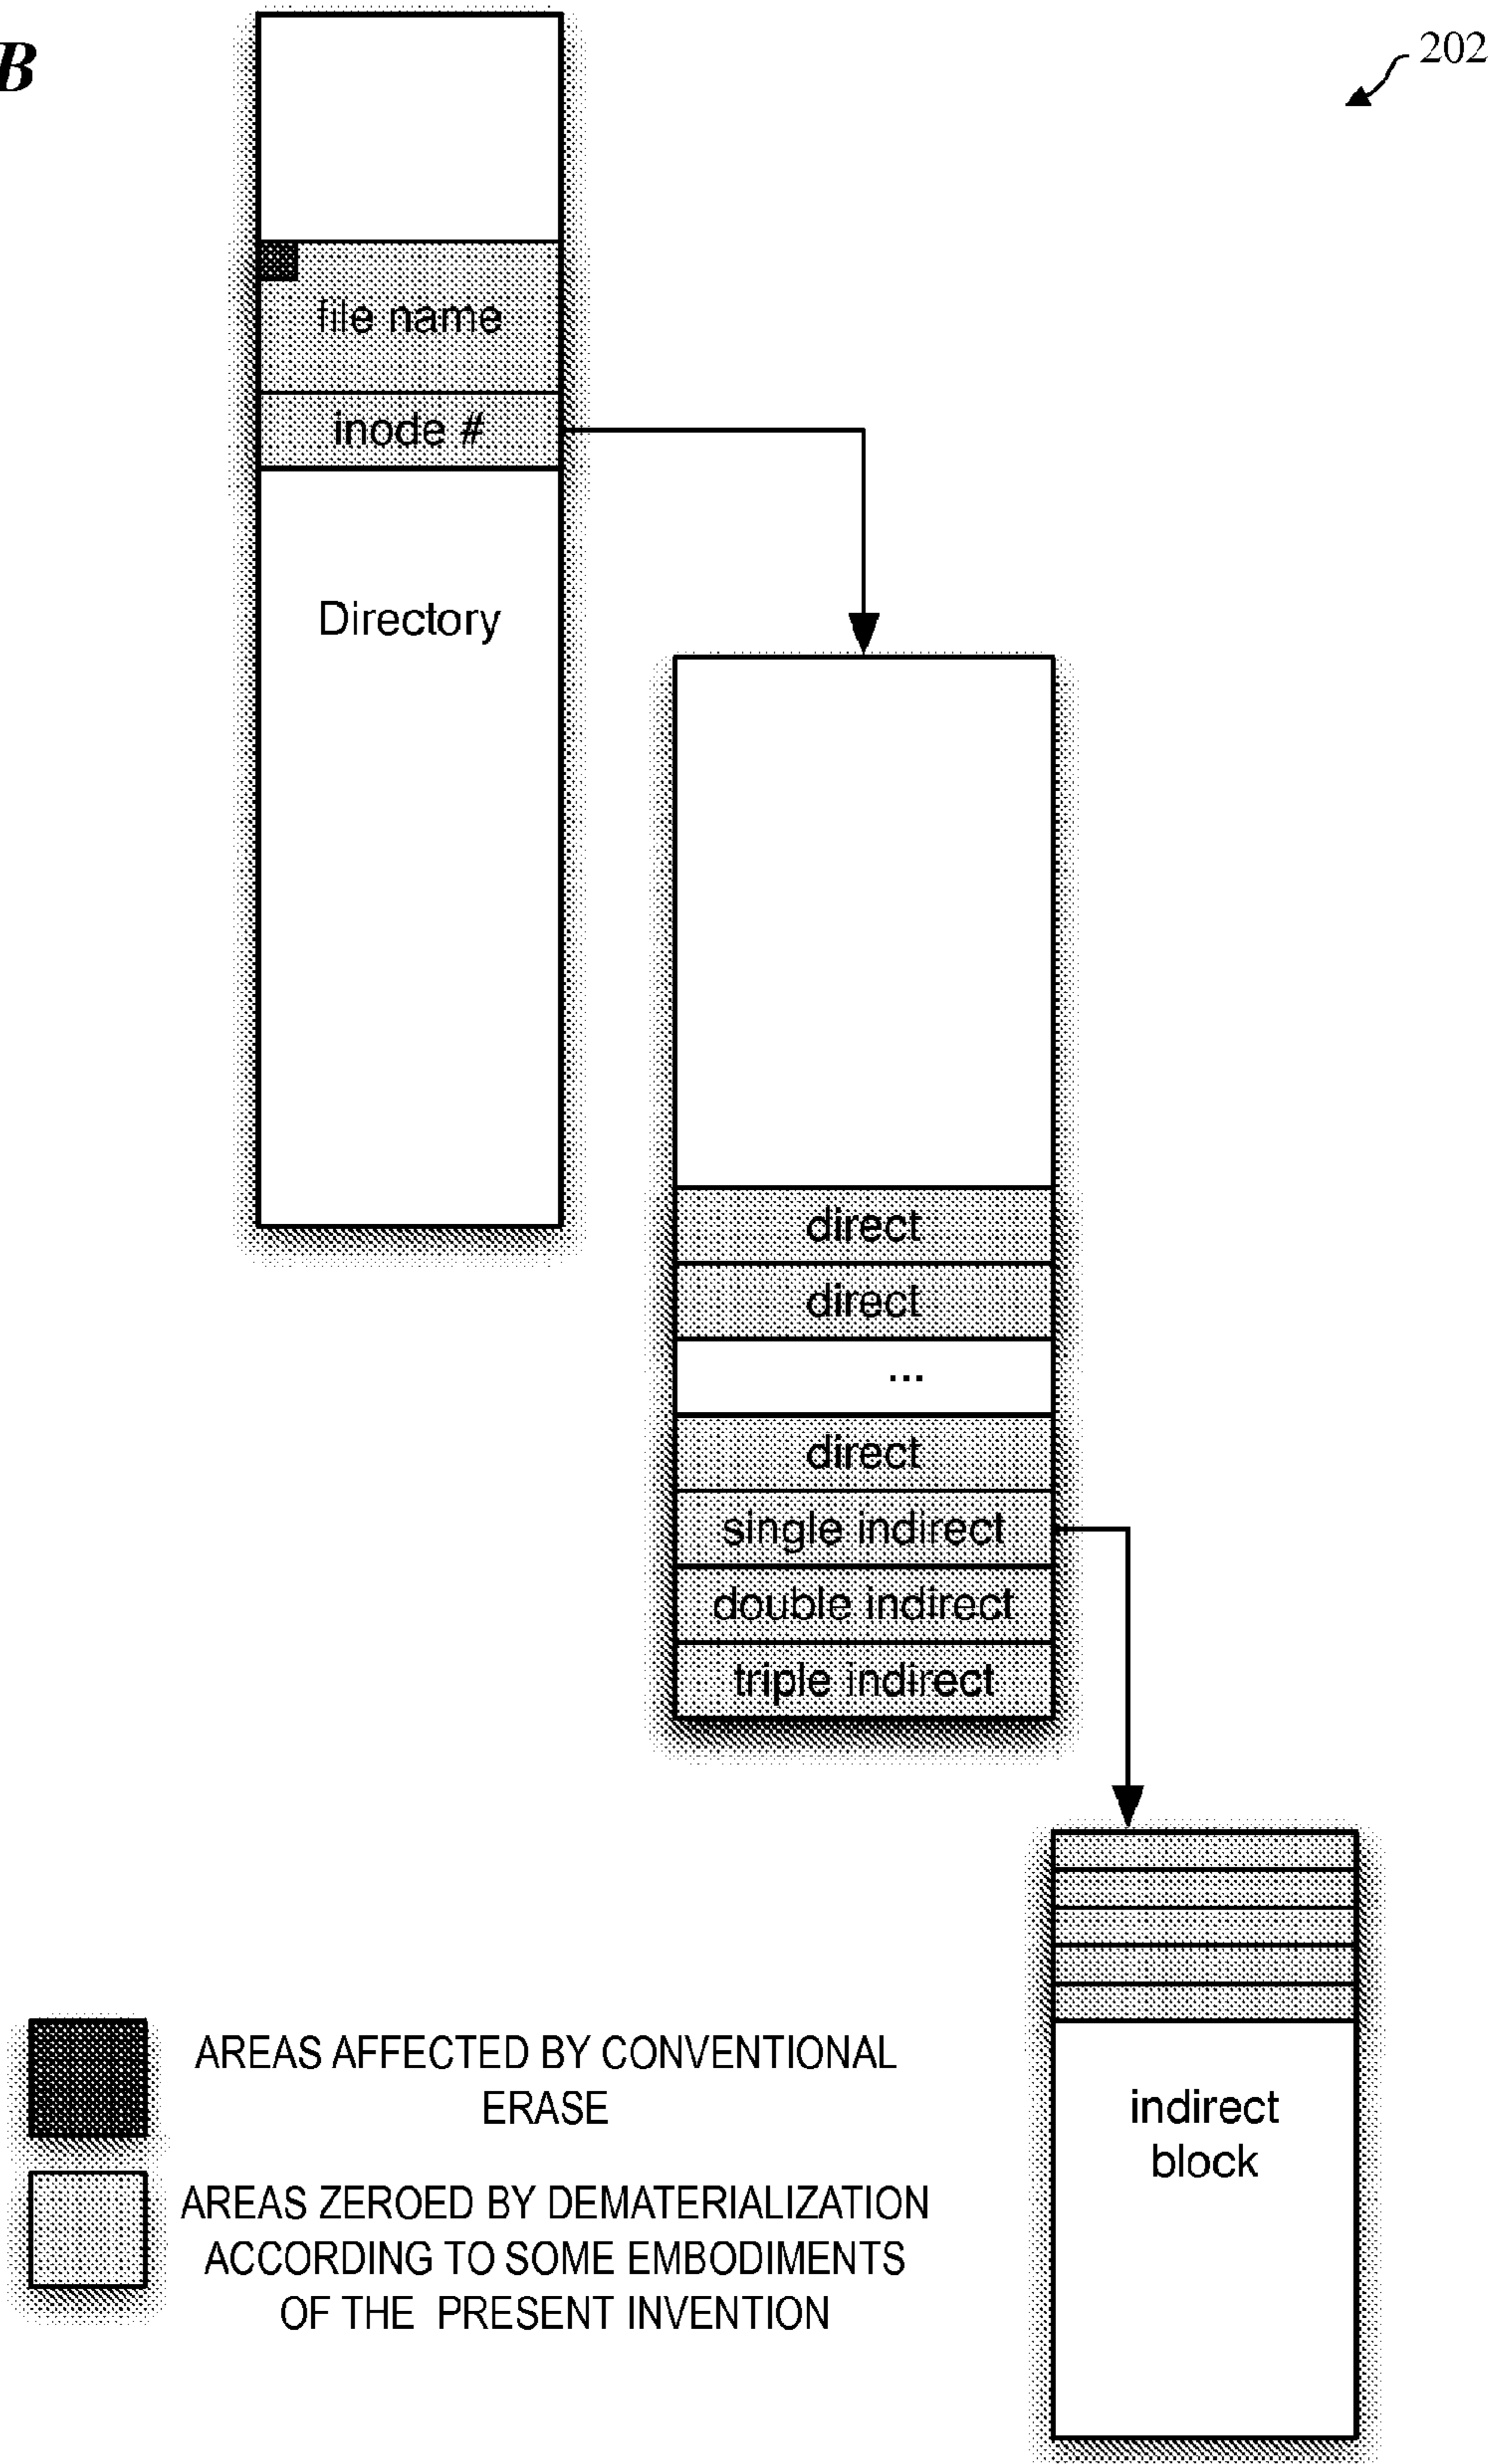 B
202
file name
inode #
Directory
direct
direct
...
direct
single indirect
double indirect
triple indirect
indirect
block
AREAS AFFECTED BY CONVENTIONAL
ERASE
AREAS ZEROED BY DEMATERIALIZATION
ACCORDING TO SOME EMBODIMENTS
OF THE PRESENT INVENTION